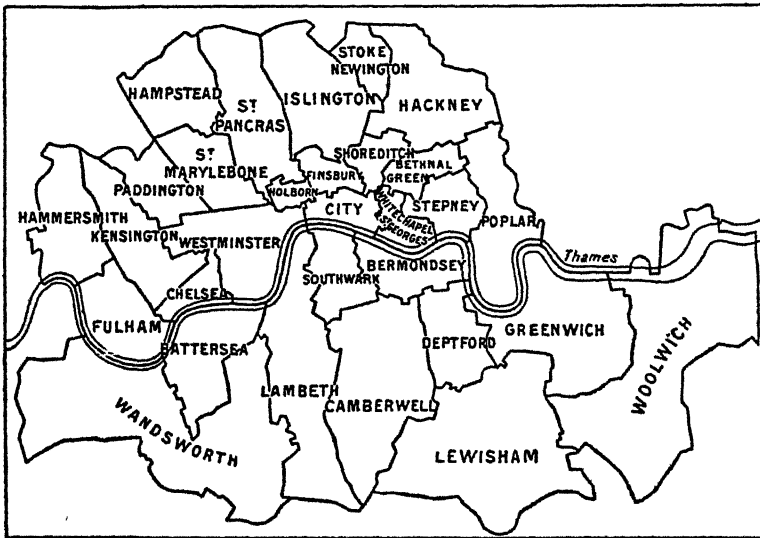 STOKE
NEWINGTON
HAMPSTEAD
ISLINGTON
HACKNEY
ST
PANCRAS
ST
MARYLEBONE
SHOREDITCH
BETHNAL
GREEN
FINSBURY
PADDINGTON
HOLBORN
CITY
WHITECHAPEL
& ST GEORGES
STEPNEY
POPLAR
HAMMERSMITH
KENSINGTON
WESTMINSTER
Thames
BERMONDSEY
SOUTHWARK
CHELSEA
FULHAM
BATTERSEA
DEPTFORD
GREENWICH
WOOLWICH
LAMBETH
CAMBERWELL
WANDSWORTH
LEWISHAM